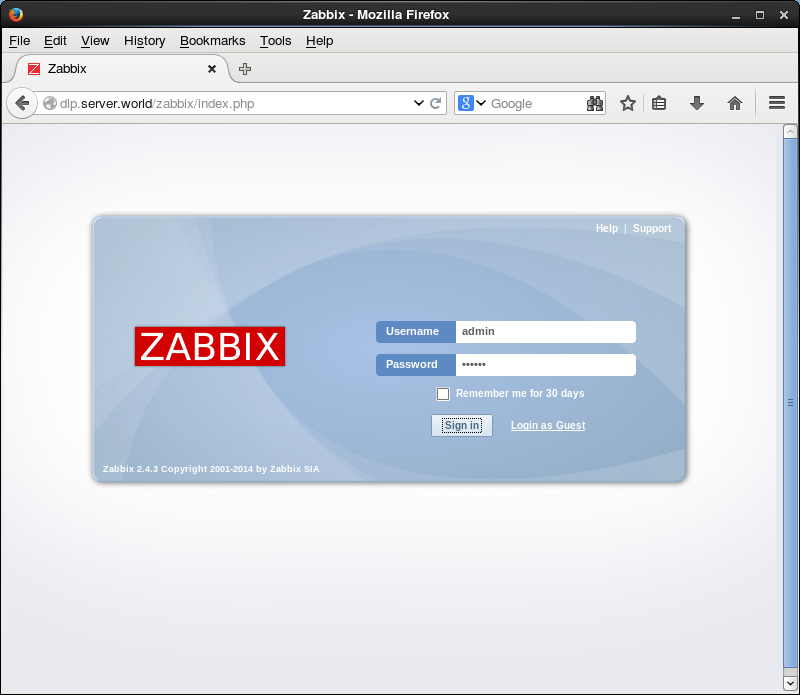 Zabbix - Mozilla Firefox
File Edit View History Bookmarks Tools Help
Zabbix
dlp.server.world/zabbix/index.php
Google
Help | Support
ZABBIX
Username admin
Password ••••••
Remember me for 30 days
Sign in Login as Guest
Zabbix 2.4.3 Copyright 2001-2014 by Zabbix SIA